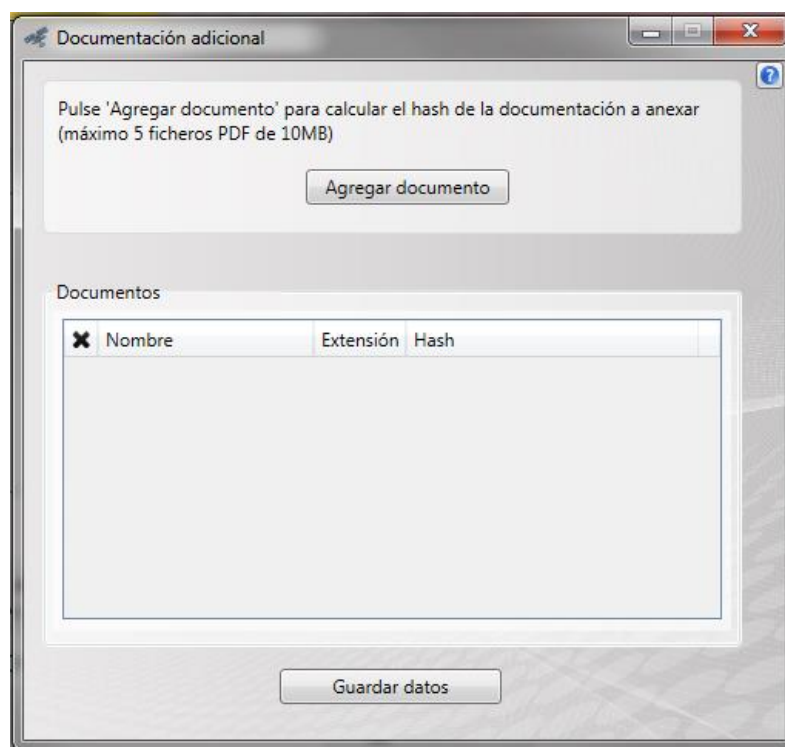 Documentación adicional
Pulse 'Agregar documento' para calcular el hash de la documentación a anexar
(máximo 5 ficheros PDF de 10MB)
Agregar documento
Documentos
Nombre Extensión Hash
Guardar datos